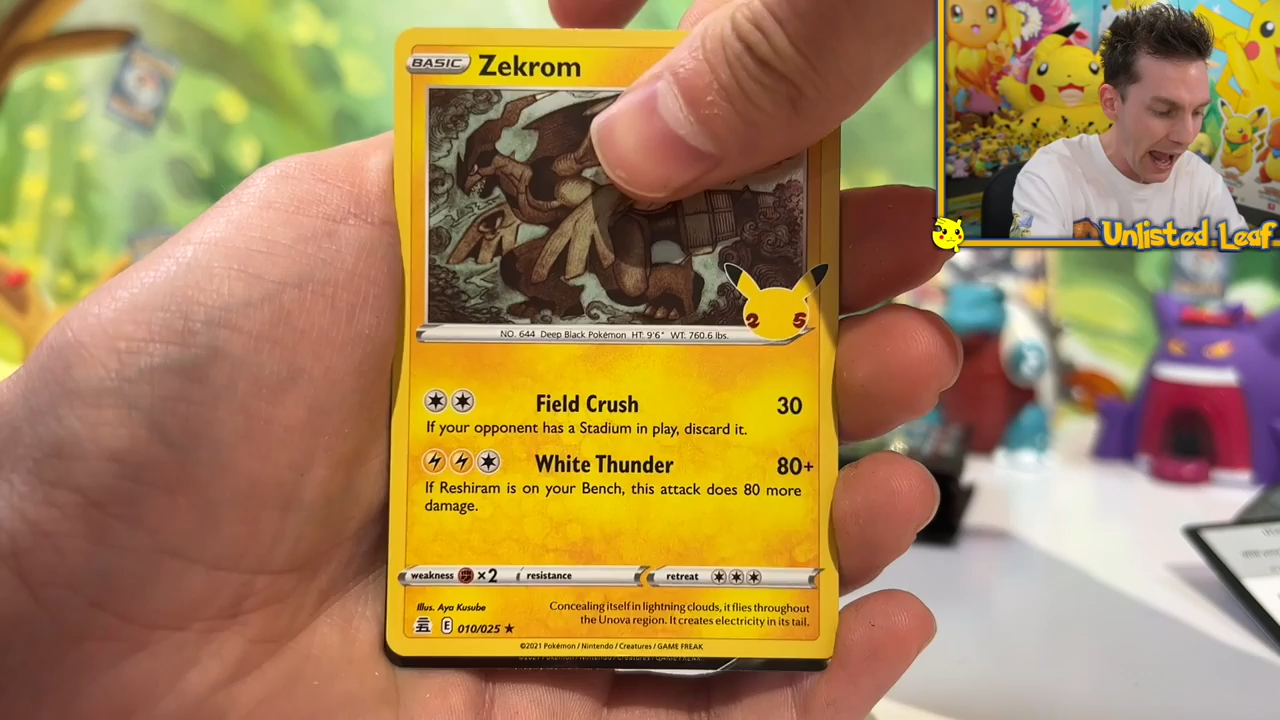 BASIC Zekrom
25
NO. 644 Deep Black Pokémon HT: 9'6" WT: 760.6 lbs.
Field Crush 30
If your opponent has a Stadium in play, discard it.
White Thunder 80+
If Reshiram is on your Bench, this attack does 80 more
damage.
weakness ×2 resistance retreat
Illus. Aya Kusube
Concealing itself in lightning clouds, it flies throughout
the Unova region. It creates electricity in its tail.
E 010/025 ★
©2021 Pokémon / Nintendo / Creatures / GAME FREAK
Unlisted Leaf